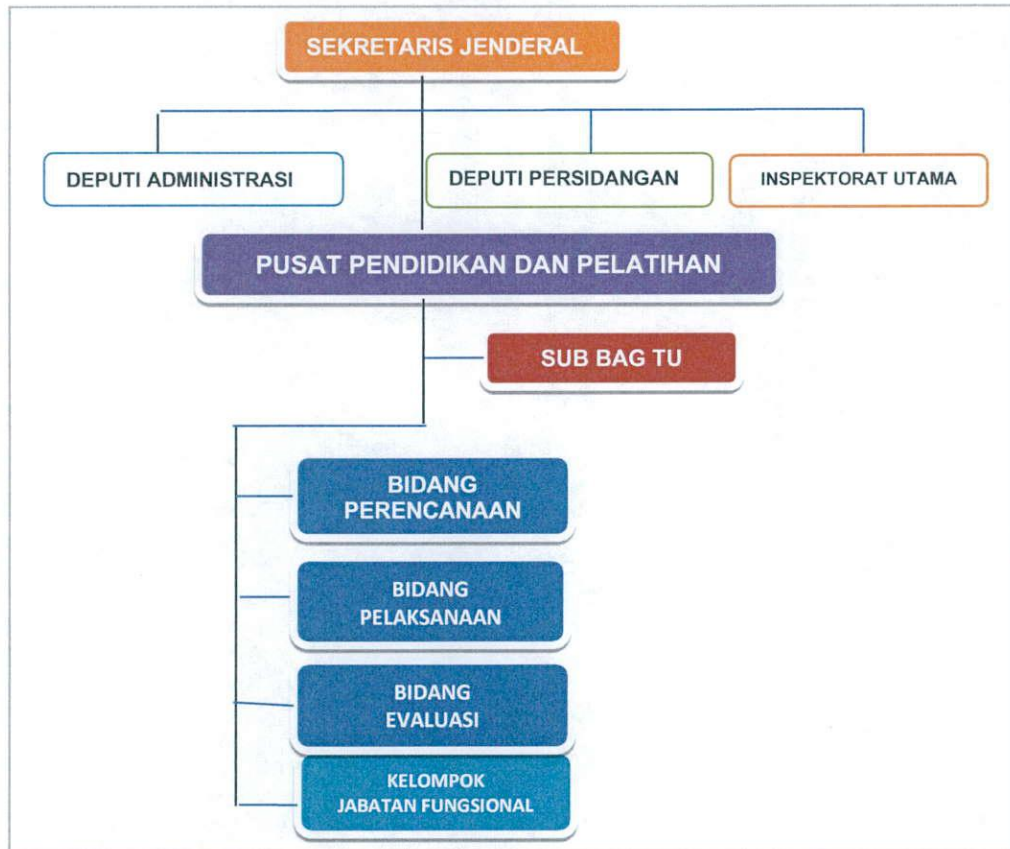 SEKRETARIS JENDERAL
DEPUTI ADMINISTRASI
DEPUTI PERSIDANGAN
INSPEKTORAT UTAMA
PUSAT PENDIDIKAN DAN PELATIHAN
SUB BAG TU
BIDANG
PERENCANAAN
BIDANG
PELAKSANAAN
BIDANG
EVALUASI
KELOMPOK
JABATAN FUNGSIONAL